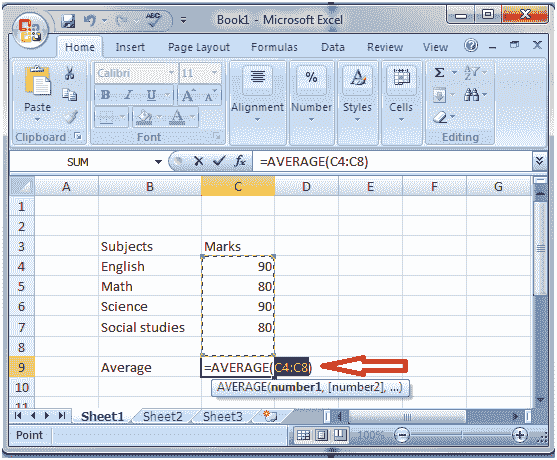 Book1 - Microsoft Excel
ABC
Home Insert Page Layout Formulas Data Review View
Calibri 11
Paste B I U A A Alignment Number Styles Cells
Clipboard Font Editing
SUM fx =AVERAGE(C4:C8)
A B C D E F G
1
2
3 Subjects Marks
4 English 90
5 Math 80
6 Science 90
7 Social studies 80
8
9 Average =AVERAGE(C4:C8)
10 AVERAGE(number1, [number2], ...)
11
Sheet1 Sheet2 Sheet3
Point 100%